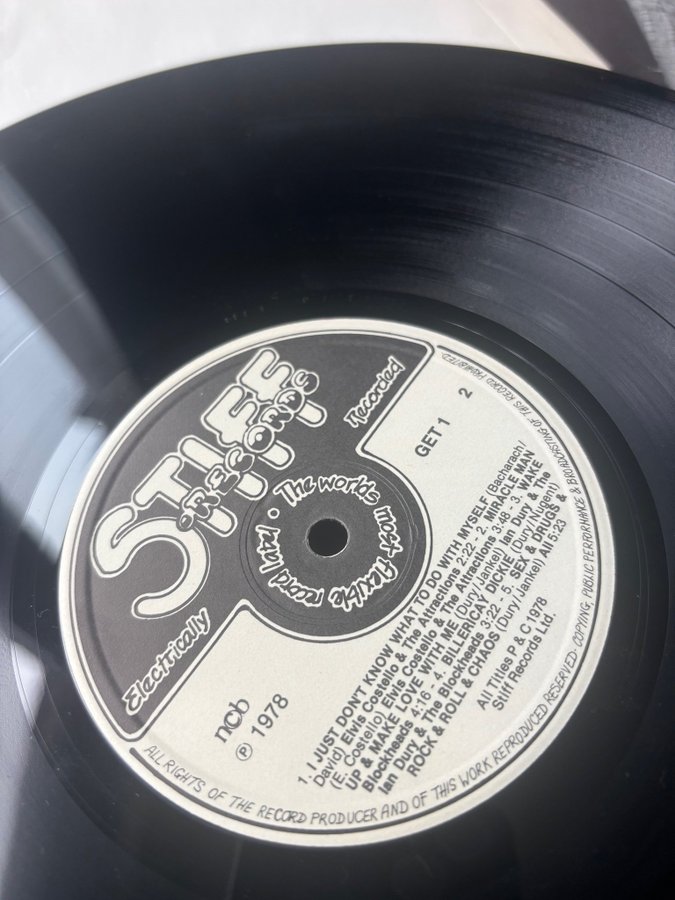 STIFF
RECORDS
Electrically
Recorded
The worlds most flexible record label •
GET 1
2
ncb
Ⓟ 1978
1. I JUST DON'T KNOW WHAT TO DO WITH MYSELF (Bacharach/
David) Elvis Costello & The Attractions 2:22 - 2. MIRACLE MAN
(E. Costello) Elvis Costello & The Attractions 3:48 - 3. WAKE
UP & MAKE LOVE WITH ME (Dury/Jankel) Ian Dury & The
Blockheads 4:16 - 4. BILLERICAY DICKIE (Dury/Nugent)
Ian Dury & The Blockheads 3:22 - 5. SEX & DRUGS &
ROCK & ROLL & CHAOS (Dury/Jankel) All 5:23
All Titles P & C 1978
Stiff Records Ltd.
ALL RIGHTS OF THE RECORD PRODUCER AND OF THIS WORK REPRODUCED RESERVED - COPYING, PUBLIC PERFORMANCE & BROADCASTING OF THIS RECORD PROHIBITED